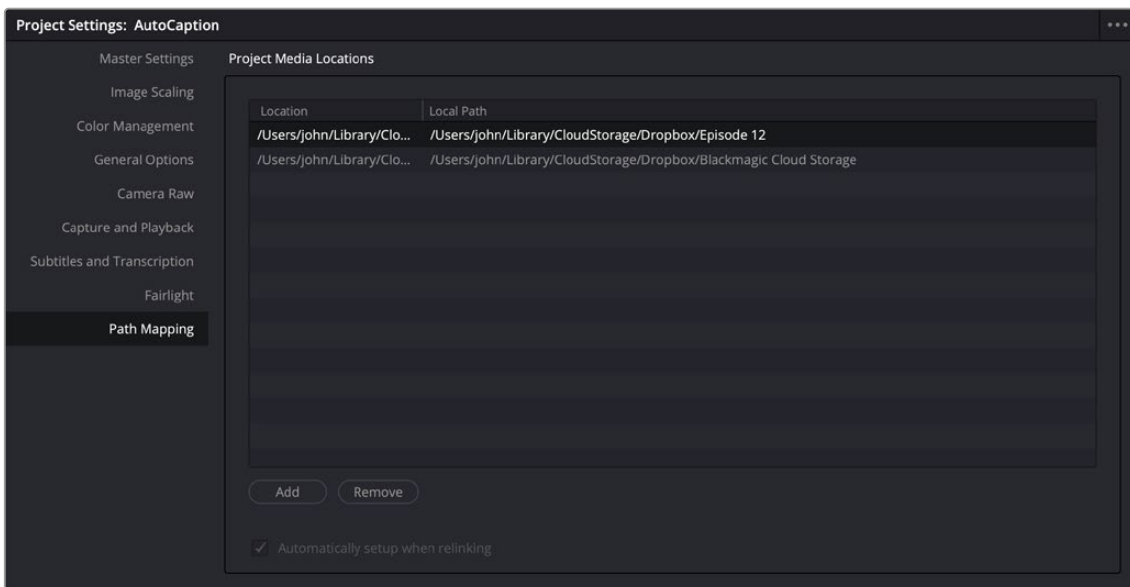 Project Settings: AutoCaption
Master Settings
Image Scaling
Color Management
General Options
Camera Raw
Capture and Playback
Subtitles and Transcription
Fairlight
Path Mapping
Project Media Locations
Location Local Path
/Users/john/Library/Clo... /Users/john/Library/CloudStorage/Dropbox/Episode 12
/Users/john/Library/Clo... /Users/john/Library/CloudStorage/Dropbox/Blackmagic Cloud Storage
Add Remove
Automatically setup when relinking